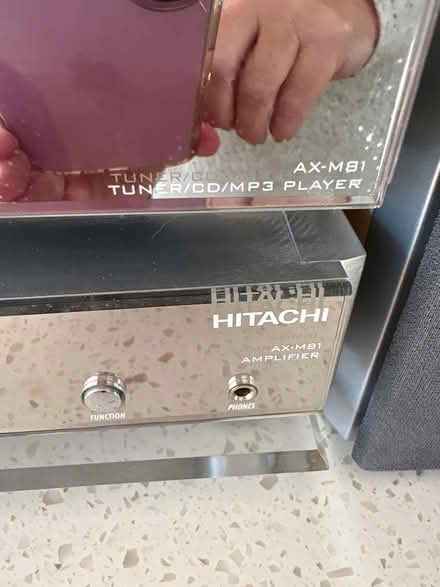 AX-M81
TUNER/CD/MP3 PLAYER
HITACHI
AX-M81
AMPLIFIER
FUNCTION
PHONES